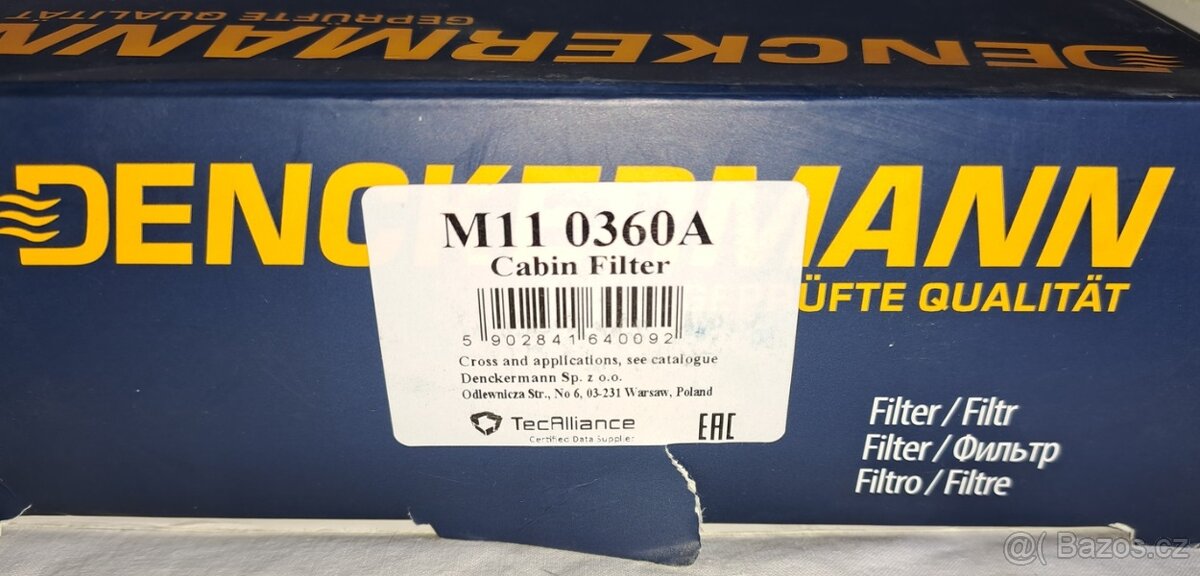 DENCKERMANN
GEPRÜFTE QUALITÄT
DENC
MANN
ÜFTE QUALITÄT
M11 0360A
Cabin Filter
5 902841 640092
Cross and applications, see catalogue
Denckermann Sp. z o.o.
Odlewnicza Str., No 6, 03-231 Warsaw, Poland
TecAlliance
Certified Data Supplier
EAC
Filter / Filtr
Filter / Фильтр
Filtro / Filtre
@( Bazos.cz